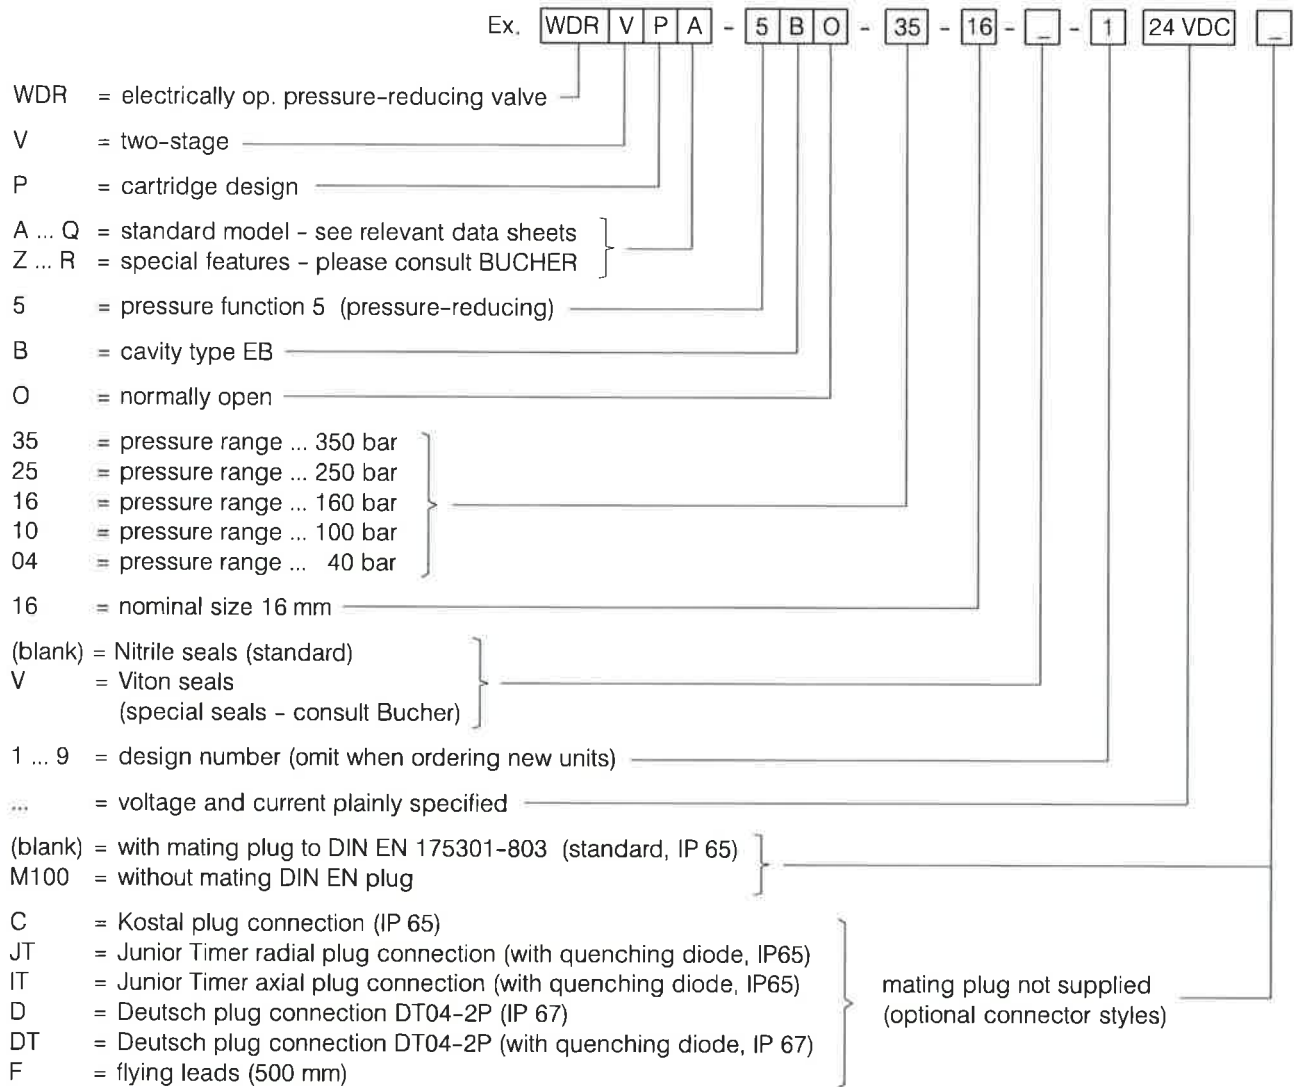 Ex. WDR V P A - 5 B O - 35 - 16 - _ - 1 24 VDC _
WDR = electrically op. pressure-reducing valve
V = two-stage
P = cartridge design
A ... Q = standard model - see relevant data sheets
Z ... R = special features - please consult BUCHER
5 = pressure function 5 (pressure-reducing)
B = cavity type EB
O = normally open
35 = pressure range ... 350 bar
25 = pressure range ... 250 bar
16 = pressure range ... 160 bar
10 = pressure range ... 100 bar
04 = pressure range ... 40 bar
16 = nominal size 16 mm
(blank) = Nitrile seals (standard)
V = Viton seals
(special seals - consult Bucher)
1 ... 9 = design number (omit when ordering new units)
... = voltage and current plainly specified
(blank) = with mating plug to DIN EN 175301-803 (standard, IP 65)
M100 = without mating DIN EN plug
C = Kostal plug connection (IP 65)
JT = Junior Timer radial plug connection (with quenching diode, IP65)
IT = Junior Timer axial plug connection (with quenching diode, IP65)
D = Deutsch plug connection DT04-2P (IP 67)
DT = Deutsch plug connection DT04-2P (with quenching diode, IP 67)
F = flying leads (500 mm)
mating plug not supplied
(optional connector styles)